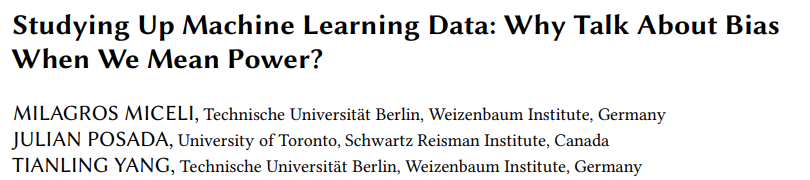 Studying Up Machine Learning Data: Why Talk About Bias
When We Mean Power?
MILAGROS MICELI, Technische Universität Berlin, Weizenbaum Institute, Germany
JULIAN POSADA, University of Toronto, Schwartz Reisman Institute, Canada
TIANLING YANG, Technische Universität Berlin, Weizenbaum Institute, Germany